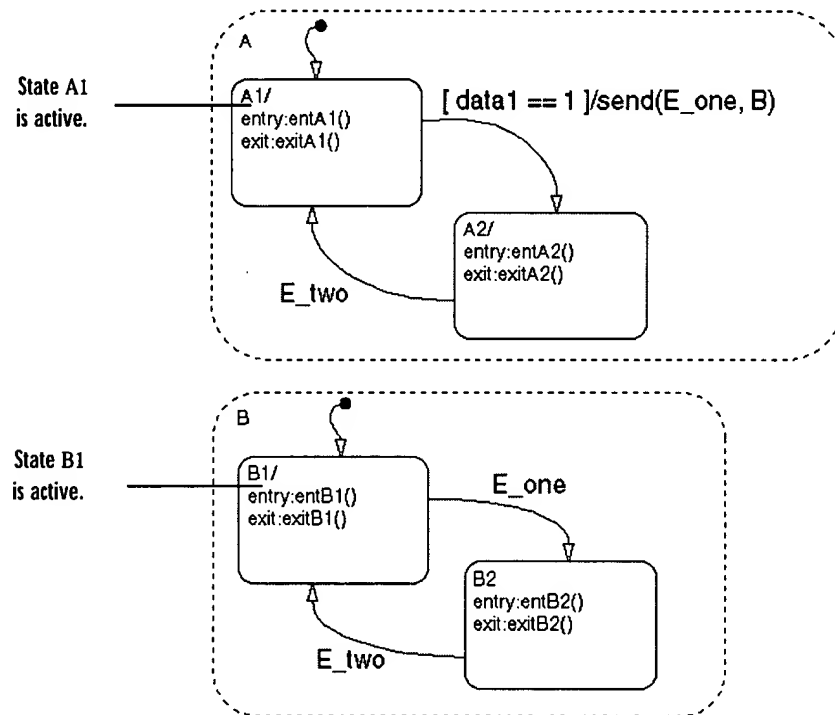 A
State A1
is active.
A1/
entry:entA1()
exit:exitA1()
[ data1 == 1 ]/send(E_one, B)
A2/
entry:entA2()
exit:exitA2()
E_two
B
State B1
is active.
B1/
entry:entB1()
exit:exitB1()
E_one
B2
entry:entB2()
exit:exitB2()
E_two